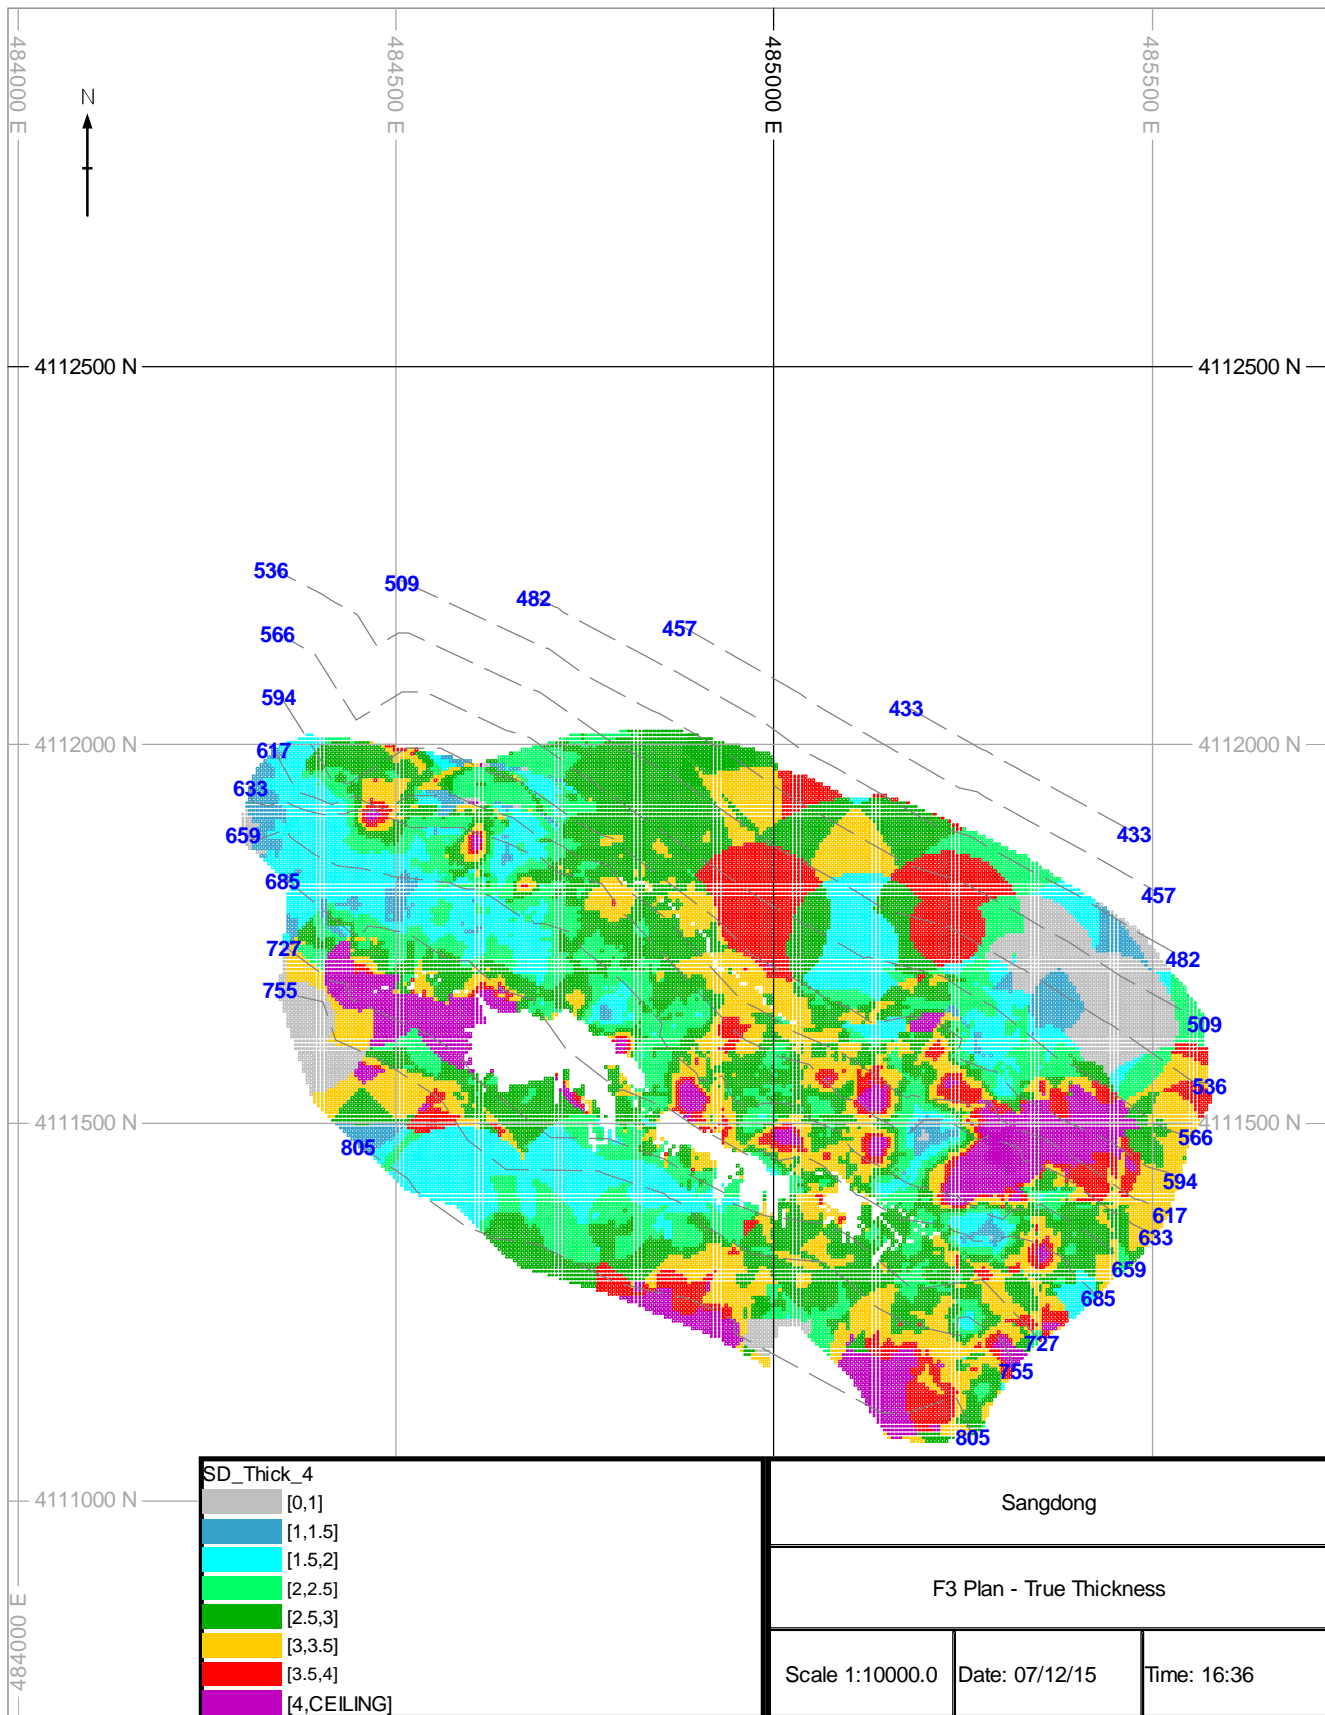 484000 E
484500 E
485000 E
485500 E
N
4112500 N
4112500 N
536
509
482
457
566
594
433
4112000 N
4112000 N
617
633
659
433
685
457
727
482
755
509
536
4111500 N
4111500 N
566
805
594
617
633
659
685
727
755
805
4111000 N
484000 E
SD_Thick_4
[0,1]
[1,1.5]
[1.5,2]
[2,2.5]
[2.5,3]
[3,3.5]
[3.5,4]
[4,CEILING]
Sangdong
F3 Plan - True Thickness
Scale 1:10000.0
Date: 07/12/15
Time: 16:36